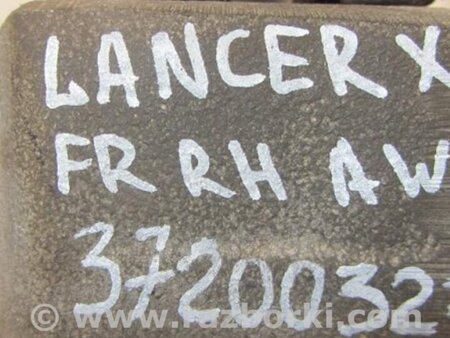 LANCER X
FR RH AW
3720032
www.razborki.com